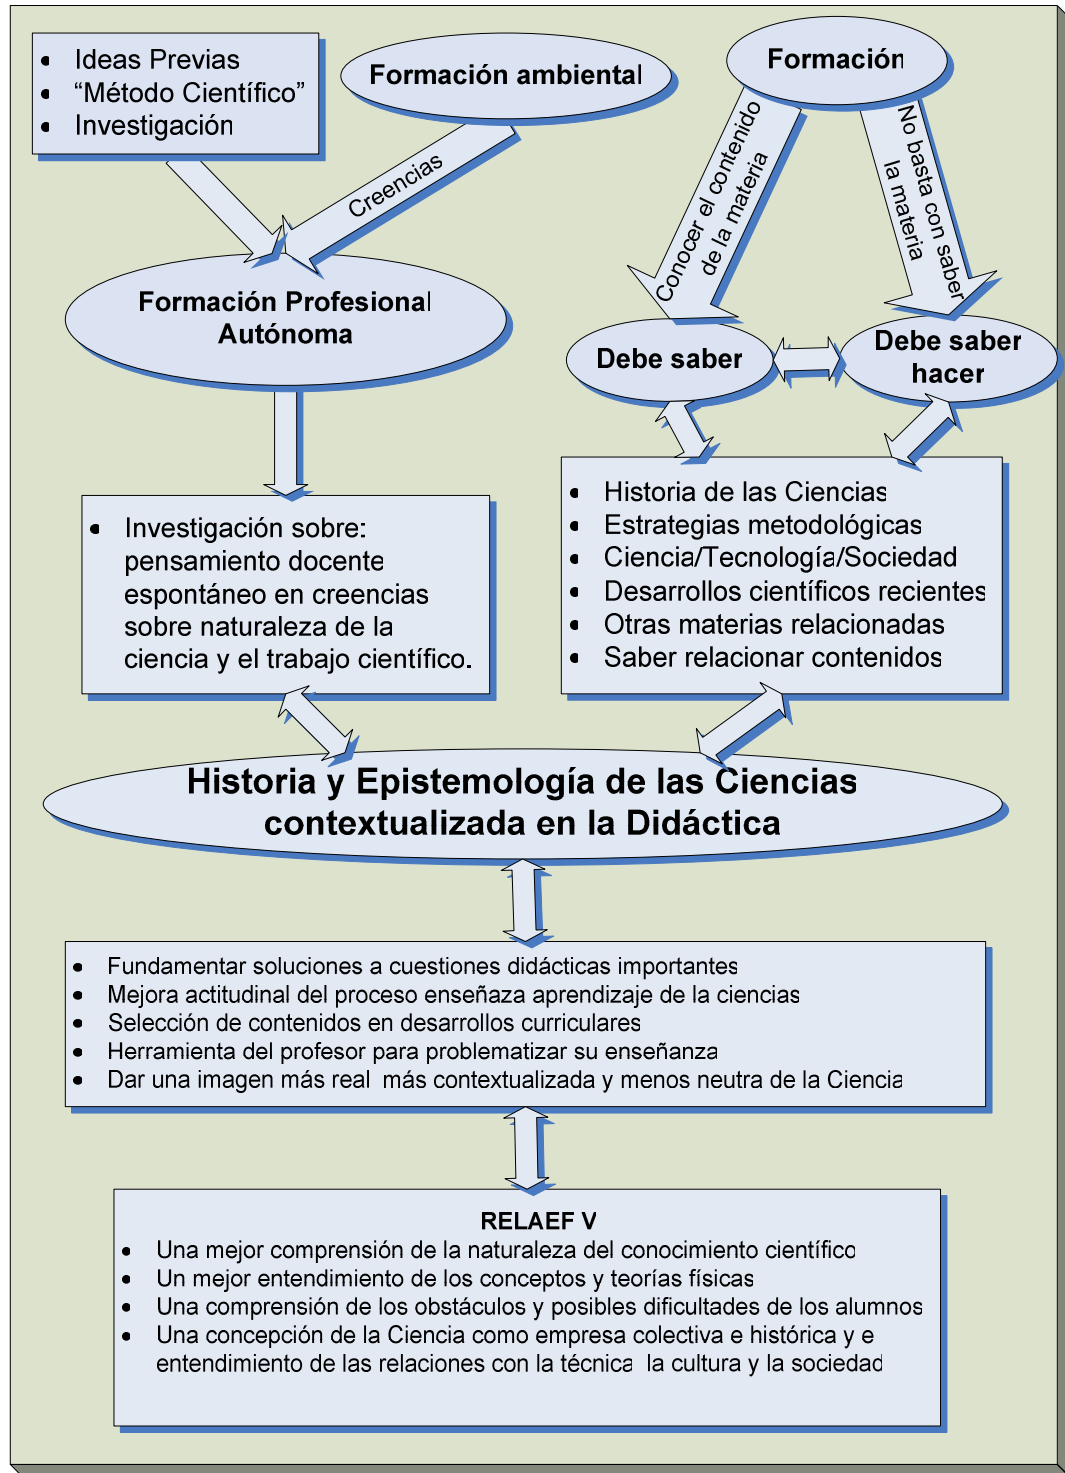 • Ideas Previas
• “Método Científico”
• Investigación
Formación ambiental
Formación
Creencias
Conocer el contenido
de la materia
No basta con saber
la materia
Formación Profesional
Autónoma
Debe saber
Debe saber
hacer
• Investigación sobre:
pensamiento docente
espontáneo en creencias
sobre naturaleza de la
ciencia y el trabajo científico.
• Historia de las Ciencias
• Estrategias metodológicas
• Ciencia/Tecnología/Sociedad
• Desarrollos científicos recientes
• Otras materias relacionadas
• Saber relacionar contenidos
Historia y Epistemología de las Ciencias
contextualizada en la Didáctica
• Fundamentar soluciones a cuestiones didácticas importantes
• Mejora actitudinal del proceso enseñaza aprendizaje de la ciencias
• Selección de contenidos en desarrollos curriculares
• Herramienta del profesor para problematizar su enseñanza
• Dar una imagen más real más contextualizada y menos neutra de la Ciencia
RELAEF V
• Una mejor comprensión de la naturaleza del conocimiento científico
• Un mejor entendimiento de los conceptos y teorías físicas
• Una comprensión de los obstáculos y posibles dificultades de los alumnos
• Una concepción de la Ciencia como empresa colectiva e histórica y e
entendimiento de las relaciones con la técnica la cultura y la sociedad